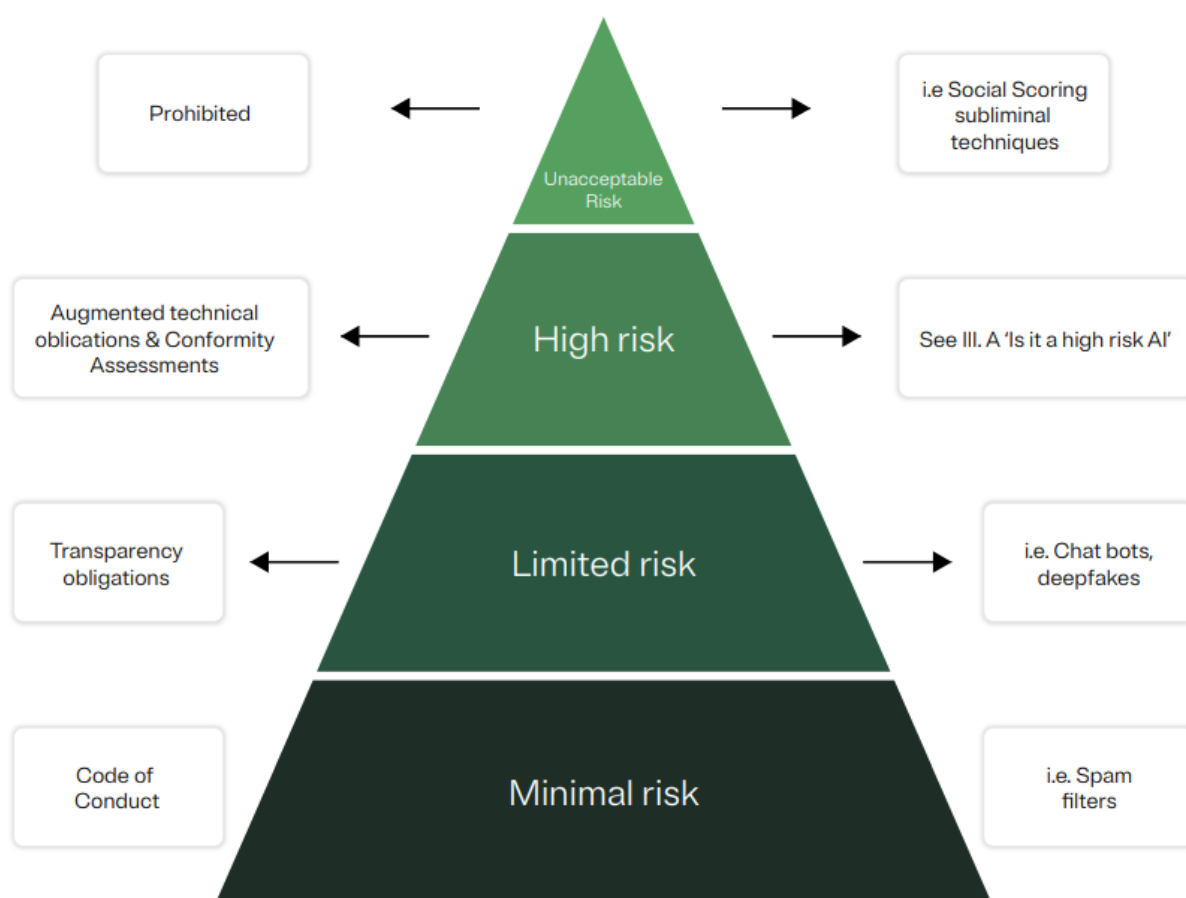 Prohibited
i.e Social Scoring
subliminal
techniques
Unacceptable
Risk
Augmented technical
oblications & Conformity
Assessments
High risk
See III. A ‘Is it a high risk AI’
Transparency
obligations
Limited risk
i.e. Chat bots,
deepfakes
Code of
Conduct
Minimal risk
i.e. Spam
filters